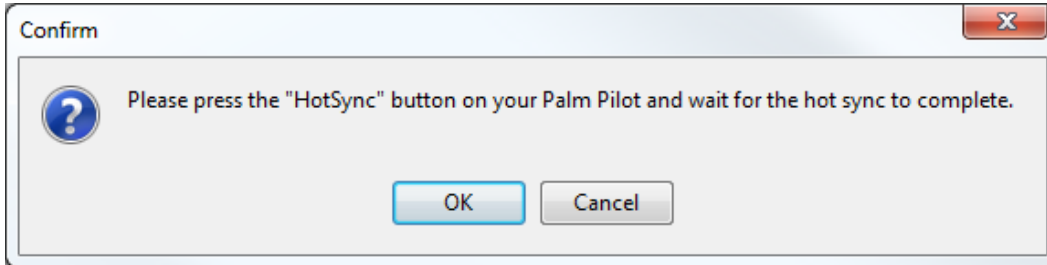 Confirm
Please press the "HotSync" button on your Palm Pilot and wait for the hot sync to complete.
OK
Cancel